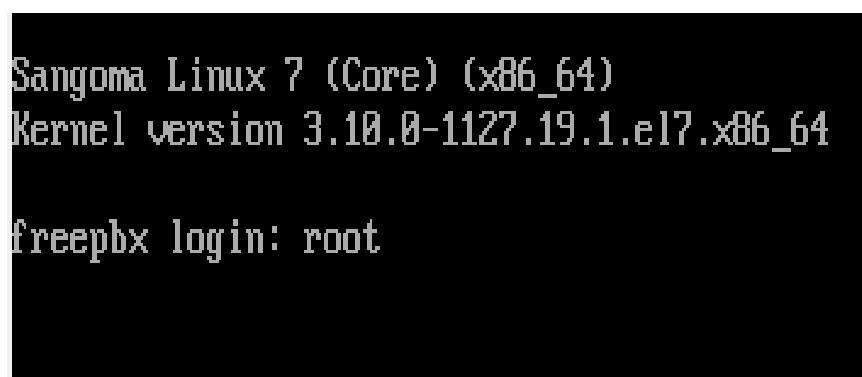 Sangoma Linux 7 (Core) (x86_64)
Kernel version 3.10.0-1127.19.1.el7.x86_64
freepbx login: root